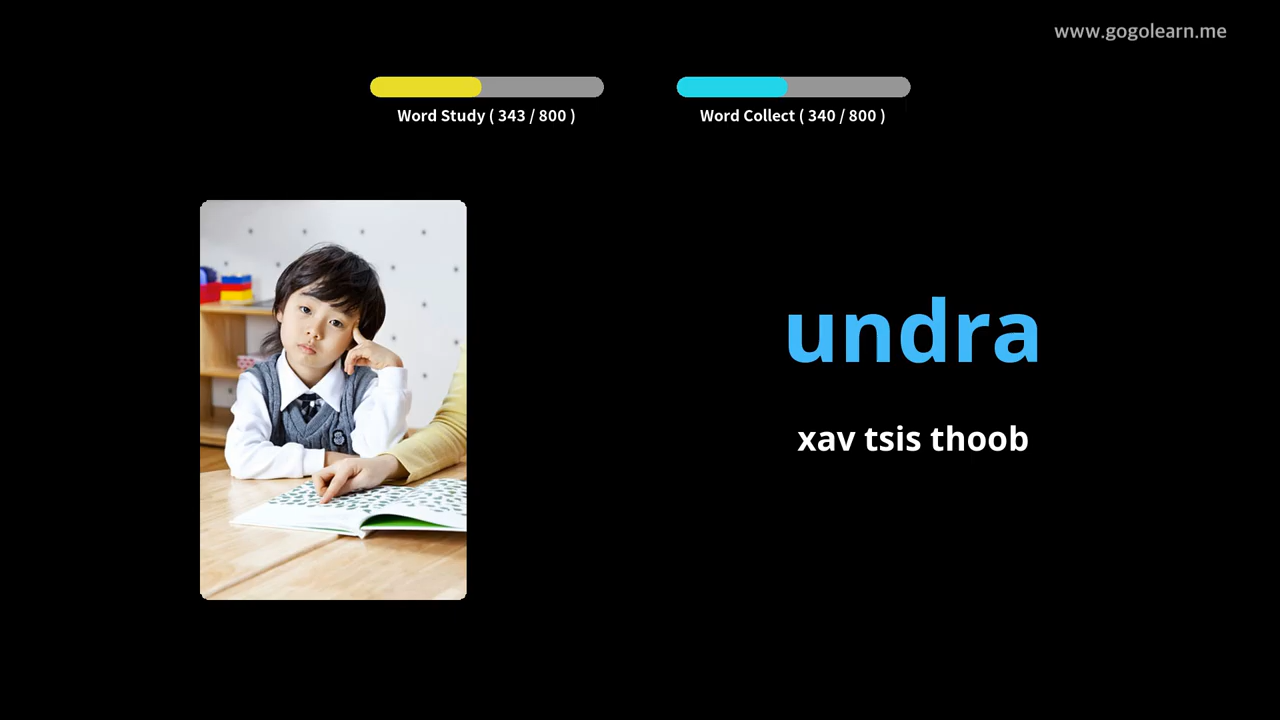 www.gogolearn.me
Word Study ( 343 / 800 )
Word Collect ( 340 / 800 )
undra
xav tsis thoob